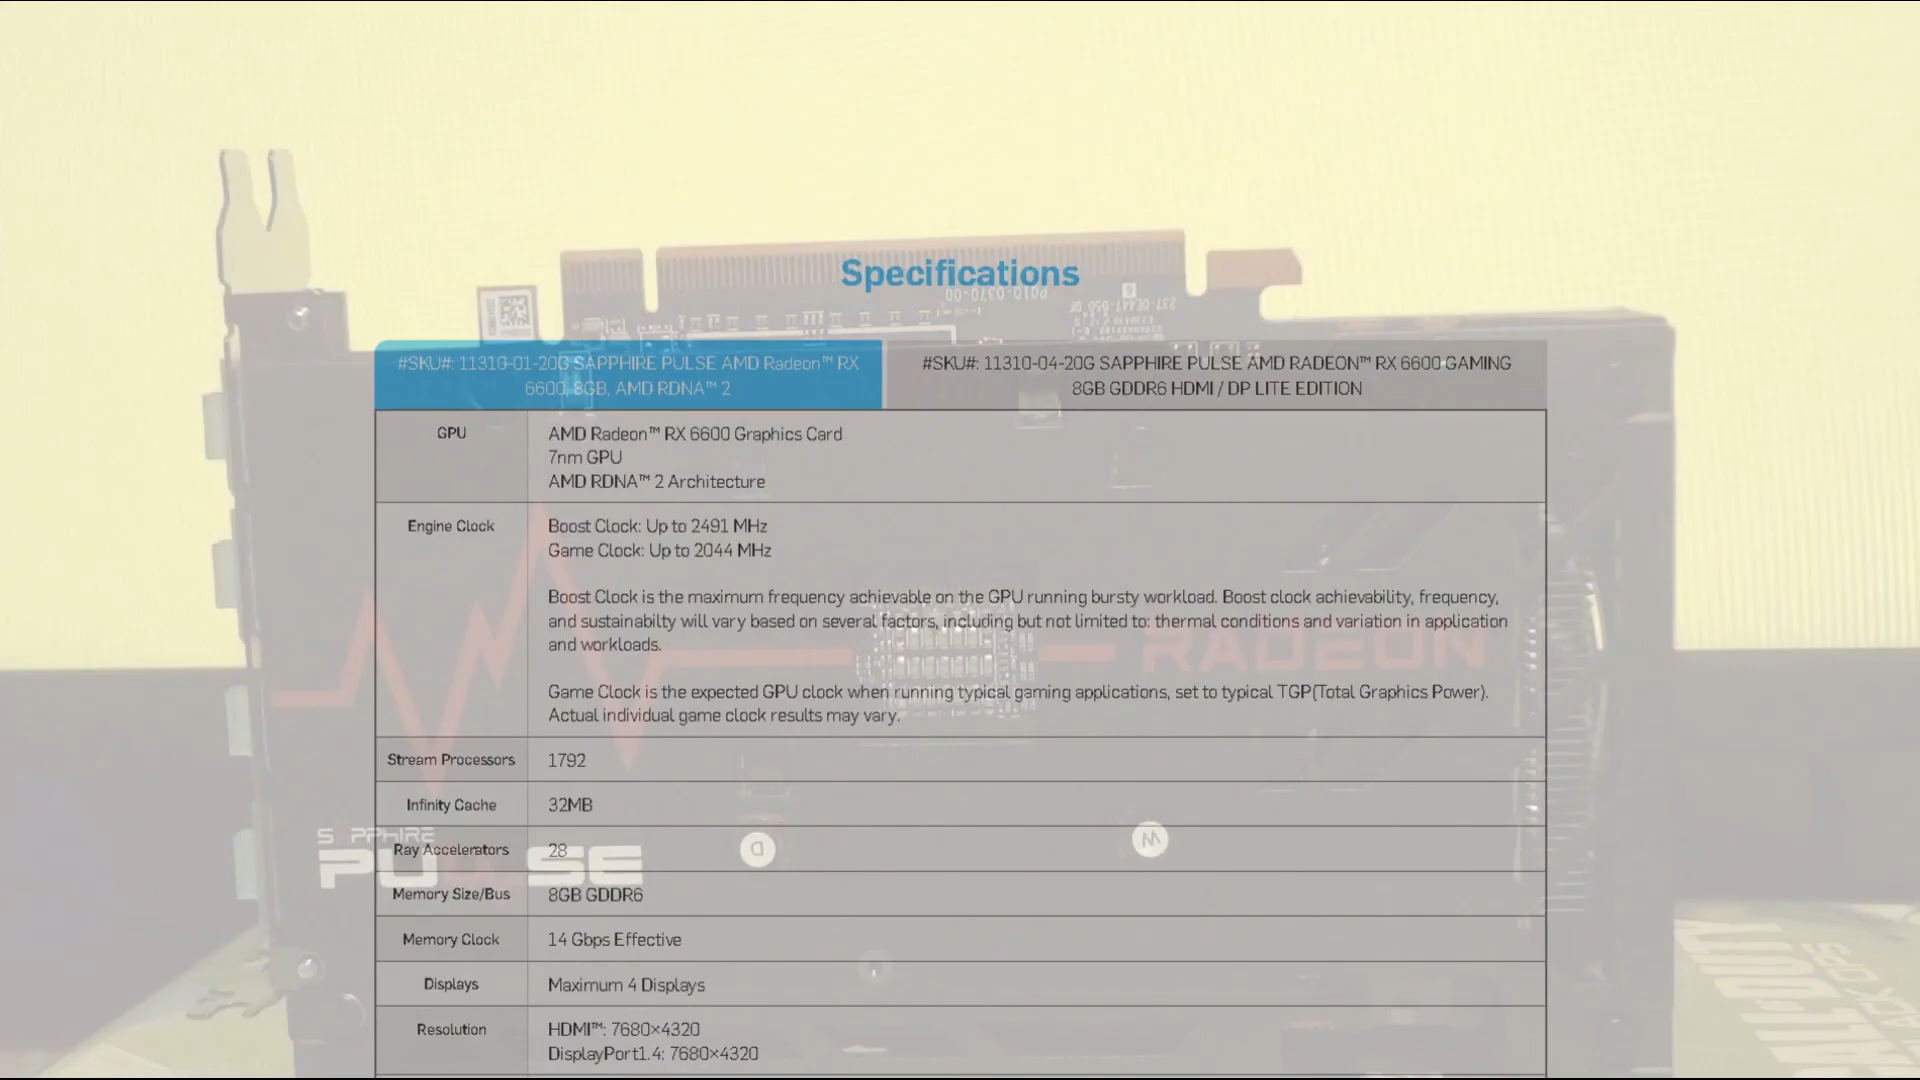 Specifications
#SKU#: 11310-01-20G SAPPHIRE PULSE AMD Radeon™ RX
6600, 8GB, AMD RDNA™ 2
#SKU#: 11310-04-20G SAPPHIRE PULSE AMD RADEON™ RX 6600 GAMING
8GB GDDR6 HDMI / DP LITE EDITION
GPU
AMD Radeon™ RX 6600 Graphics Card
7nm GPU
AMD RDNA™ 2 Architecture
Engine Clock
Boost Clock: Up to 2491 MHz
Game Clock: Up to 2044 MHz
Boost Clock is the maximum frequency achievable on the GPU running bursty workload. Boost clock achievability, frequency,
and sustainabilty will vary based on several factors, including but not limited to: thermal conditions and variation in application
and workloads.
RADEON
Game Clock is the expected GPU clock when running typical gaming applications, set to typical TGP(Total Graphics Power).
Actual individual game clock results may vary.
Stream Processors
1792
Infinity Cache
32MB
SAPPHIRE
PULSE
Ray Accelerators
28
D
W
Memory Size/Bus
8GB GDDR6
Memory Clock
14 Gbps Effective
Displays
Maximum 4 Displays
Resolution
HDMI™: 7680×4320
DisplayPort1.4: 7680×4320